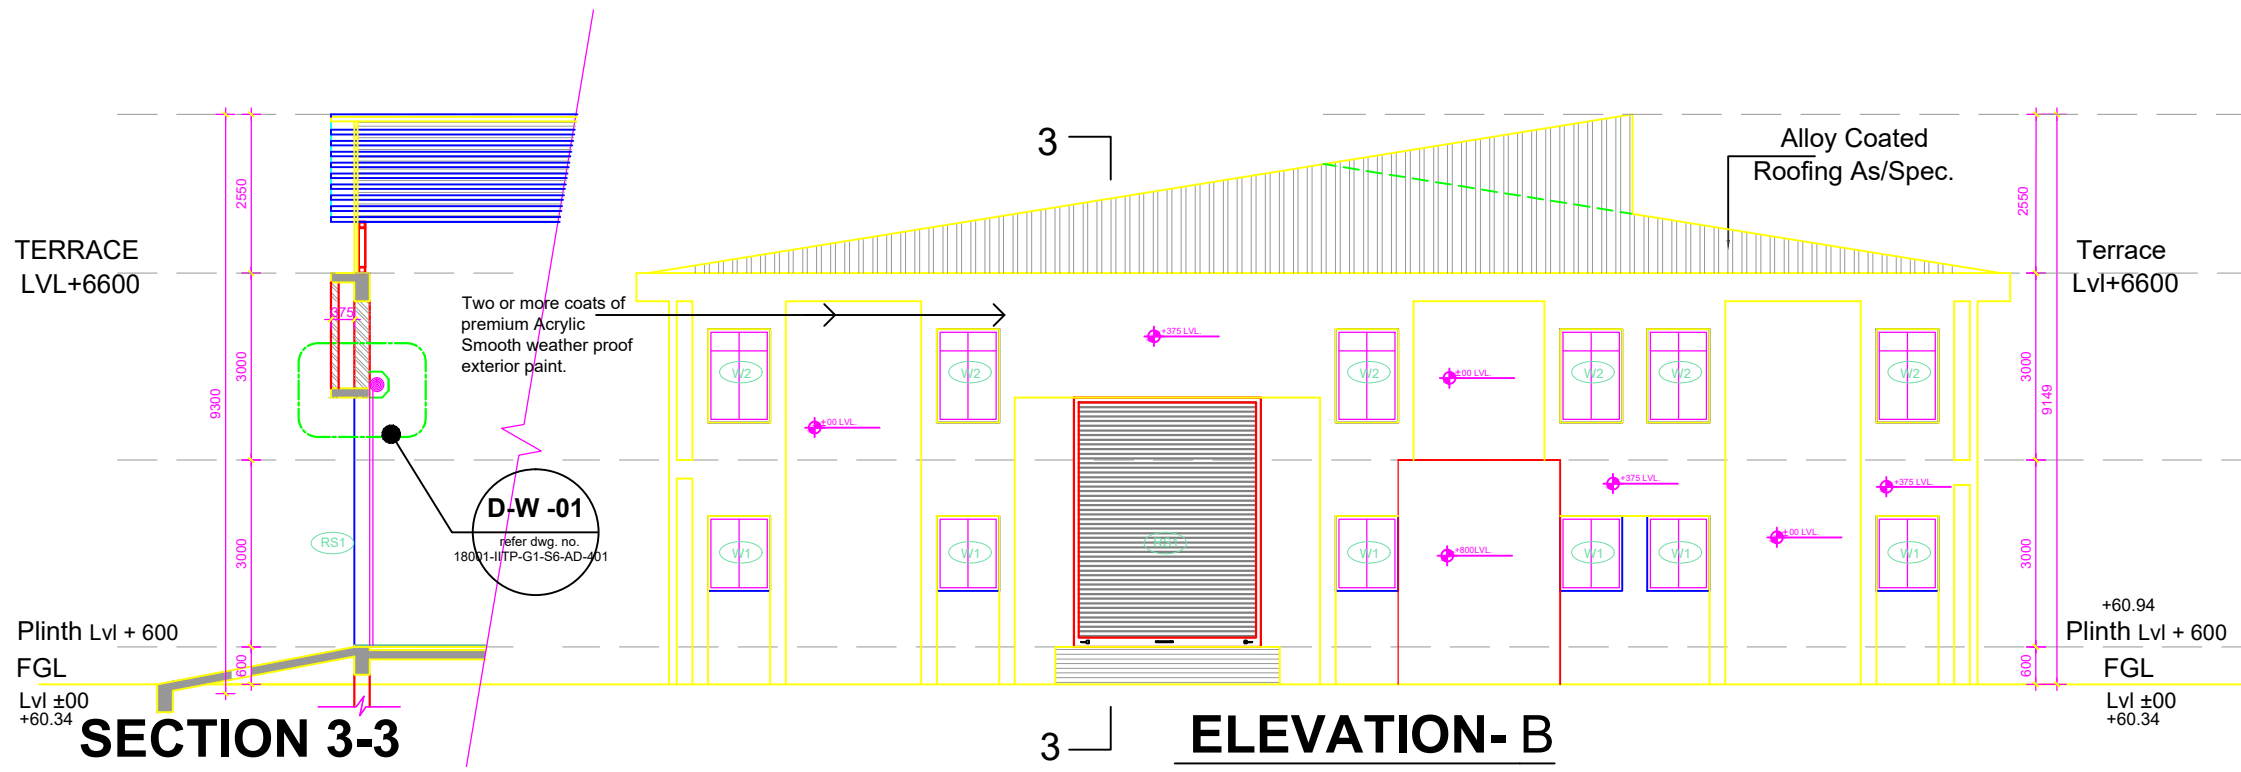 TERRACE
LVL+6600
Plinth Lvl + 600
FGL
Lvl ±00
+60.34
9300
2550
3000
3000
600
375
RS1
SECTION 3-3
Two or more coats of
premium Acrylic
Smooth weather proof
exterior paint.
D-W -01
refer dwg. no.
18001-IITP-G1-S6-AD-401
3
3
Alloy Coated
Roofing As/Spec.
W2
W2
W2
W2
W2
W2
+375 LVL.
±00 LVL.
±00 LVL.
+375 LVL.
+375 LVL.
±00 LVL.
+800LVL.
W1
W1
RS1
W1
W1
W1
W1
ELEVATION- B
2550
3000
9149
3000
600
Terrace
Lvl+6600
+60.94
Plinth Lvl + 600
FGL
Lvl ±00
+60.34